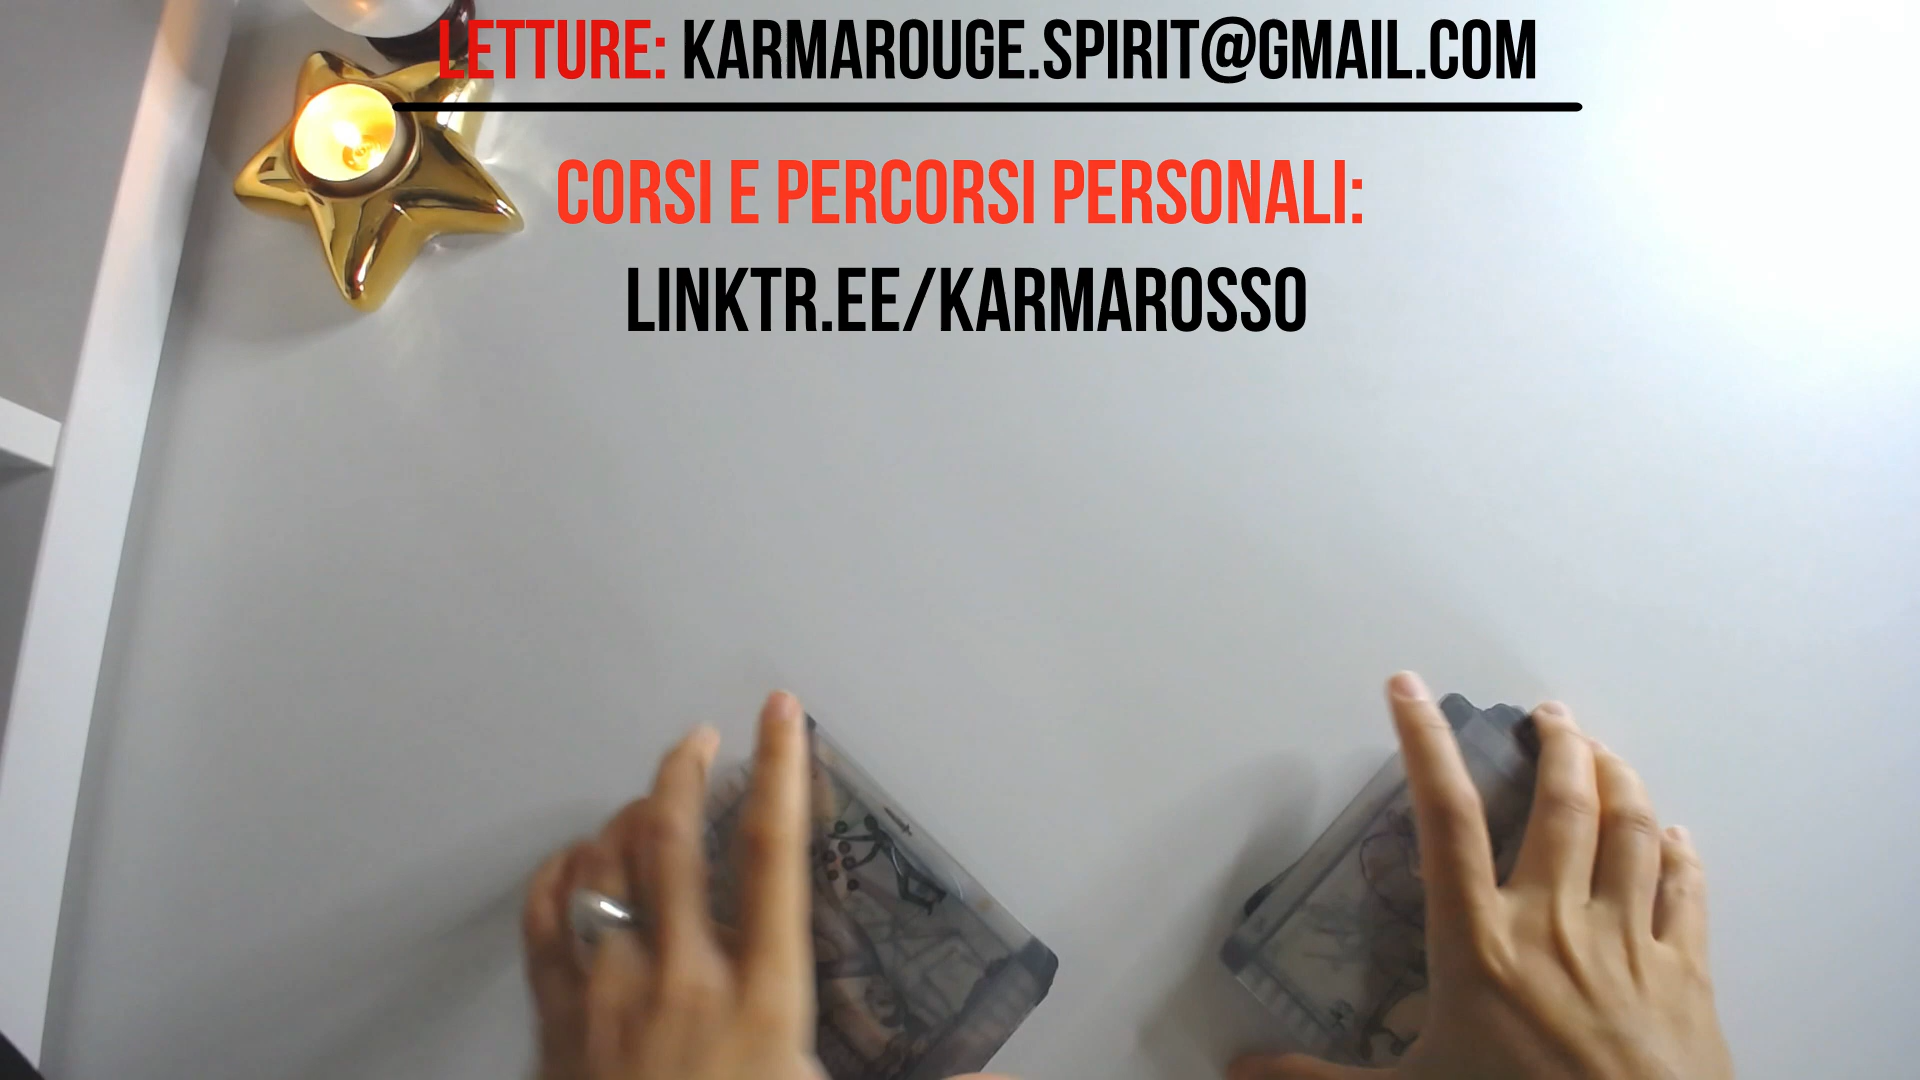 LETTURE: KARMAROUGE.SPIRIT@GMAIL.COM
CORSI E PERCORSI PERSONALI:
LINKTR.EE/KARMAROSSO